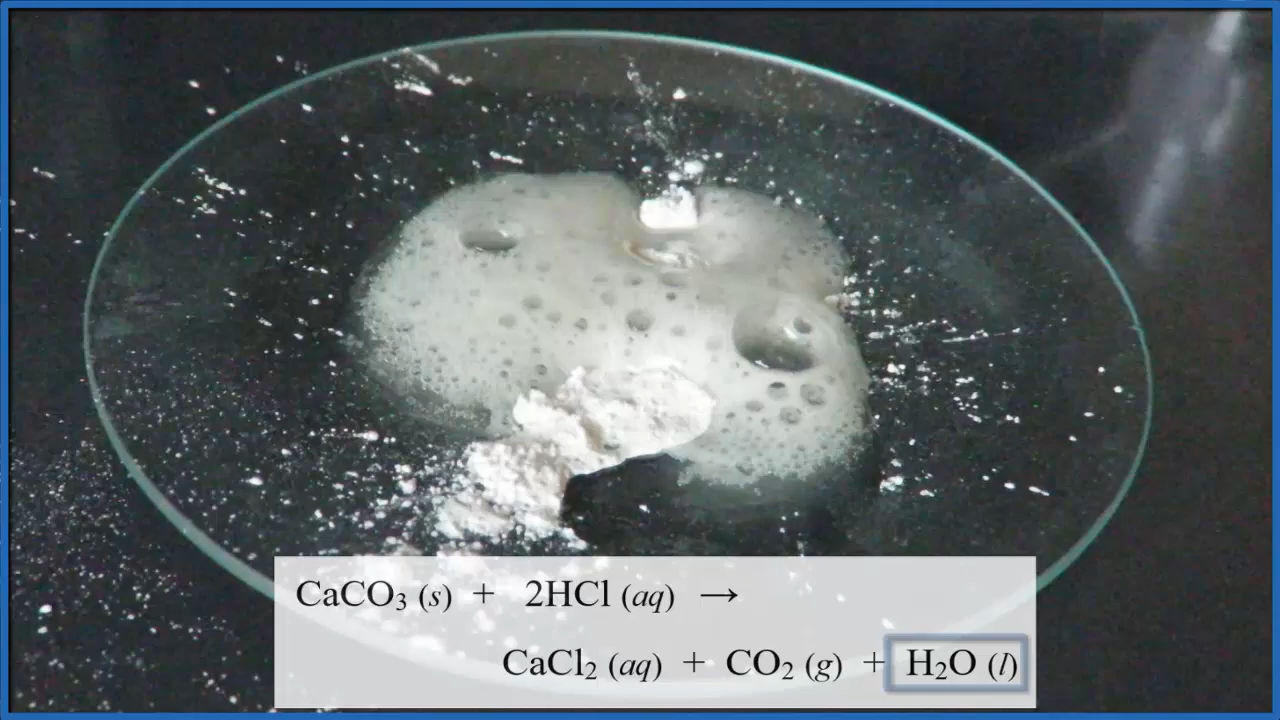 CaCO₃ (s) + 2HCl (aq) →
CaCl₂ (aq) + CO₂ (g) + H₂O (l)